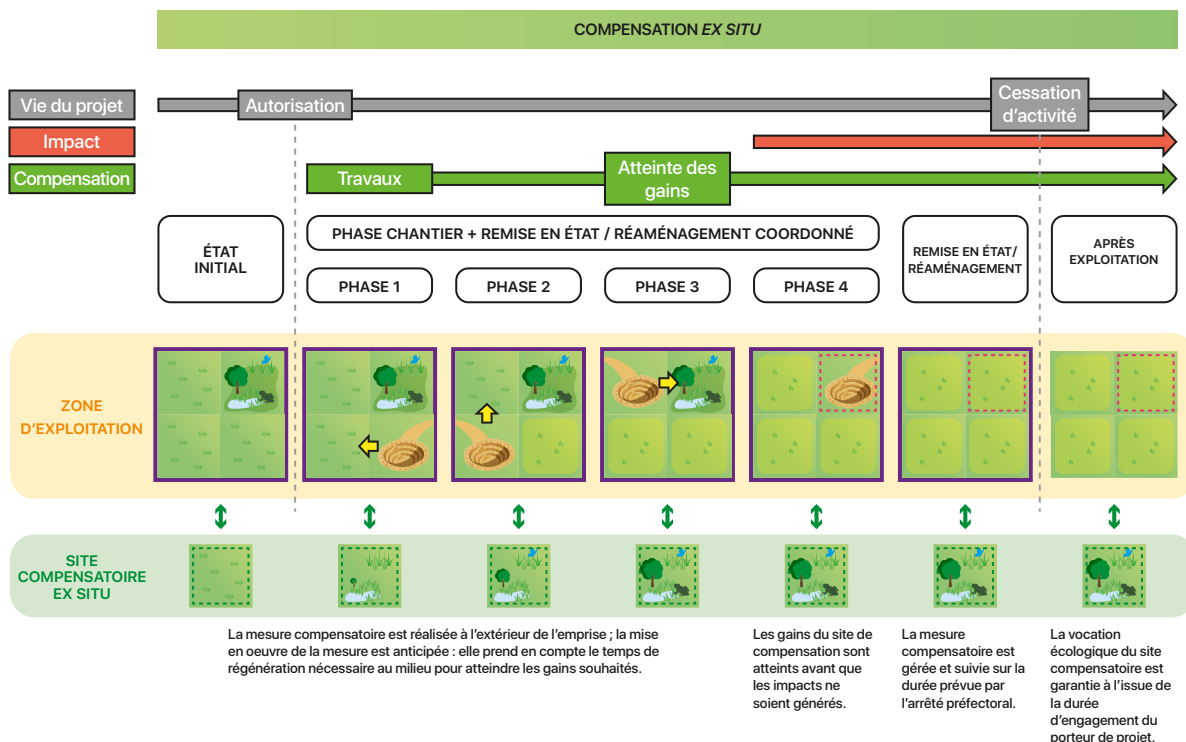 COMPENSATION EX SITU
Vie du projet
Autorisation
Cessation
d'activité
Impact
Compensation
Travaux
Atteinte des
gains
ÉTAT
INITIAL
PHASE CHANTIER + REMISE EN ÉTAT / RÉAMÉNAGEMENT COORDONNÉ
PHASE 1
PHASE 2
PHASE 3
PHASE 4
REMISE EN ÉTAT/
RÉAMÉNAGEMENT
APRÈS
EXPLOITATION
ZONE
D'EXPLOITATION
SITE
COMPENSATOIRE
EX SITU
La mesure compensatoire est réalisée à l'extérieur de l'emprise ; la mise
en oeuvre de la mesure est anticipée : elle prend en compte le temps de
régénération nécessaire au milieu pour atteindre les gains souhaités.
Les gains du site de
compensation sont
atteints avant que
les impacts ne
soient générés.
La mesure
compensatoire est
gérée et suivie sur la
durée prévue par
l'arrêté préfectoral.
La vocation
écologique du site
compensatoire est
garantie à l'issue de
la durée
d'engagement du
porteur de projet.